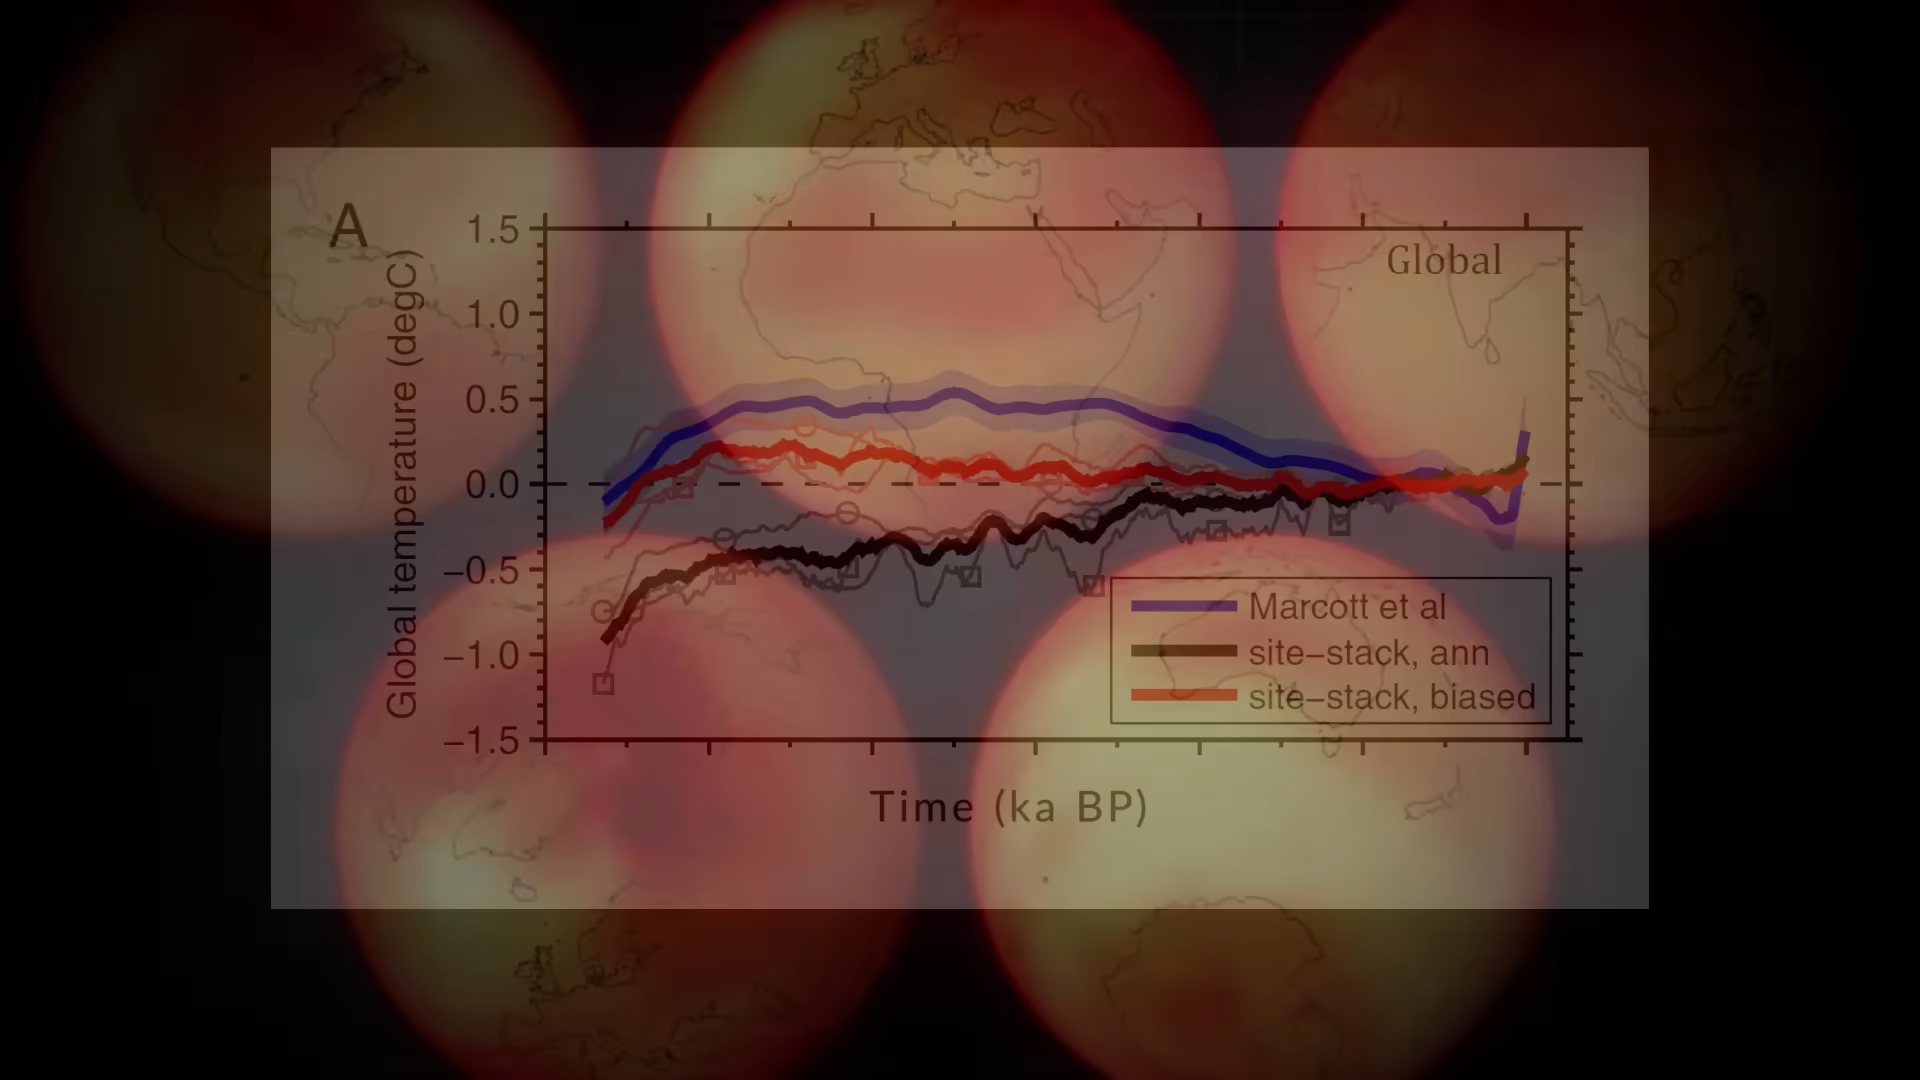 A
Global
Global temperature (degC)
1.5
1.0
0.5
0.0
−0.5
−1.0
−1.5
Marcott et al
site−stack, ann
site−stack, biased
Time (ka BP)